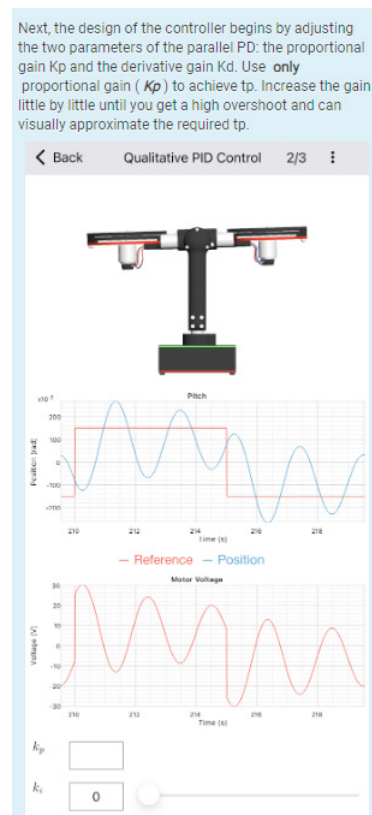 Next, the design of the controller begins by adjusting
the two parameters of the parallel PD: the proportional
gain Kp and the derivative gain Kd. Use only
proportional gain ( Kp ) to achieve tp. Increase the gain
little by little until you get a high overshoot and can
visually approximate the required tp.
Back Qualitative PID Control 2/3
Pitch
200
100
0
-100
-200
Position [rad]
210 212 214 216 218
Time (s)
Reference Position
Motor Voltage
30
20
10
0
-10
-20
-30
Voltage [V]
210 212 214 216 218
Time (s)
kp
ki
0